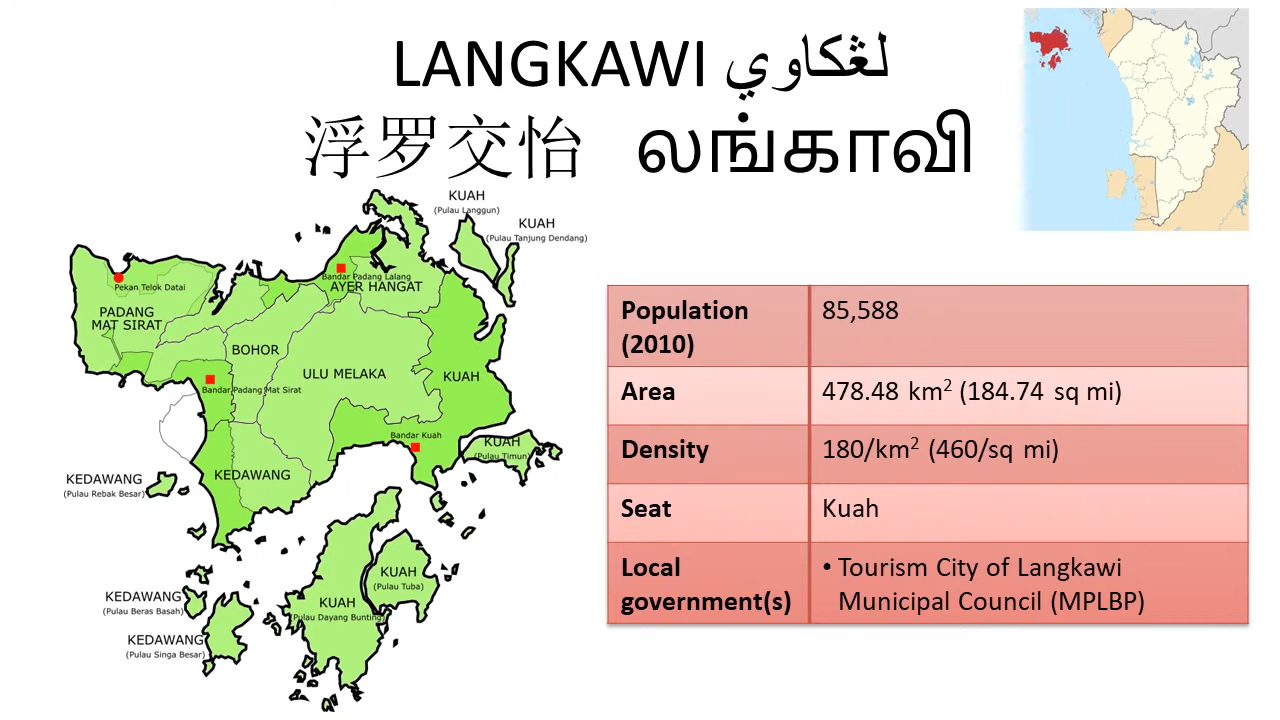 LANGKAWI لڠكاوي
浮罗交怡 லங்காவி
KUAH
(Pulau Langgun)
KUAH
(Pulau Tanjung Dendang)
Bandar Padang Lalang
AYER HANGAT
Pekan Telok Datai
PADANG
MAT SIRAT
BOHOR
ULU MELAKA
KUAH
Bandar Padang Mat Sirat
Bandar Kuah
KUAH
(Pulau Timun)
KEDAWANG
KEDAWANG
(Pulau Rebak Besar)
KUAH
(Pulau Tuba)
KEDAWANG
(Pulau Beras Basah)
KUAH
(Pulau Dayang Bunting)
KEDAWANG
(Pulau Singa Besar)
Population
(2010)
85,588
Area
478.48 km² (184.74 sq mi)
Density
180/km² (460/sq mi)
Seat
Kuah
Local
government(s)
• Tourism City of Langkawi
Municipal Council (MPLBP)